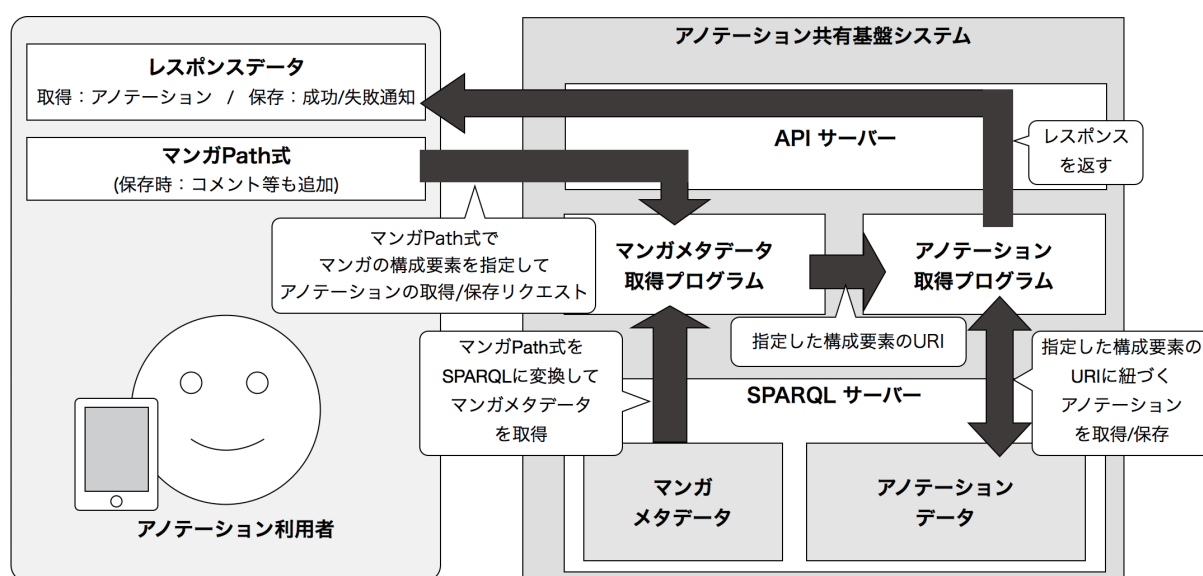 アノテーション共有基盤システム
レスポンスデータ
取得：アノテーション / 保存：成功/失敗通知
マンガPath式
(保存時：コメント等も追加)
API サーバー
レスポンス
を返す
マンガPath式で
マンガの構成要素を指定して
アノテーションの取得/保存リクエスト
マンガメタデータ
取得プログラム
アノテーション
取得プログラム
指定した構成要素のURI
マンガPath式を
SPARQLに変換して
マンガメタデータ
を取得
SPARQL サーバー
指定した構成要素の
URIに紐づく
アノテーション
を取得/保存
マンガ
メタデータ
アノテーション
データ
アノテーション利用者